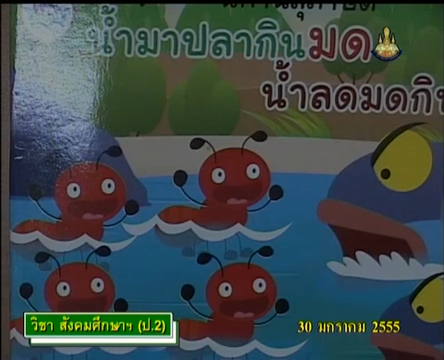 น้ำมาปลากินมด
น้ำลดมดกิน
วิชา สังคมศึกษาฯ (ป.2)
30 มกราคม 2555